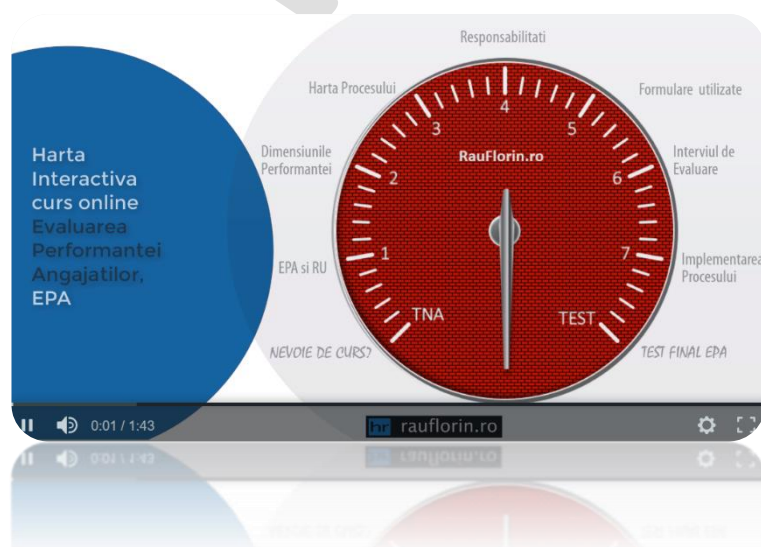 Harta
Interactiva
curs online
Evaluarea
Performantei
Angajatilor,
EPA
Responsabilitati
Harta Procesului
Formulare utilizate
Dimensiunile
Performantei
Interviul de
Evaluare
EPA si RU
Implementarea
Procesului
NEVOIE DE CURS?
TEST FINAL EPA
RauFlorin.ro
TNA
1
2
3
4
5
6
7
TEST
0:01 / 1:43
hr rauflorin.ro